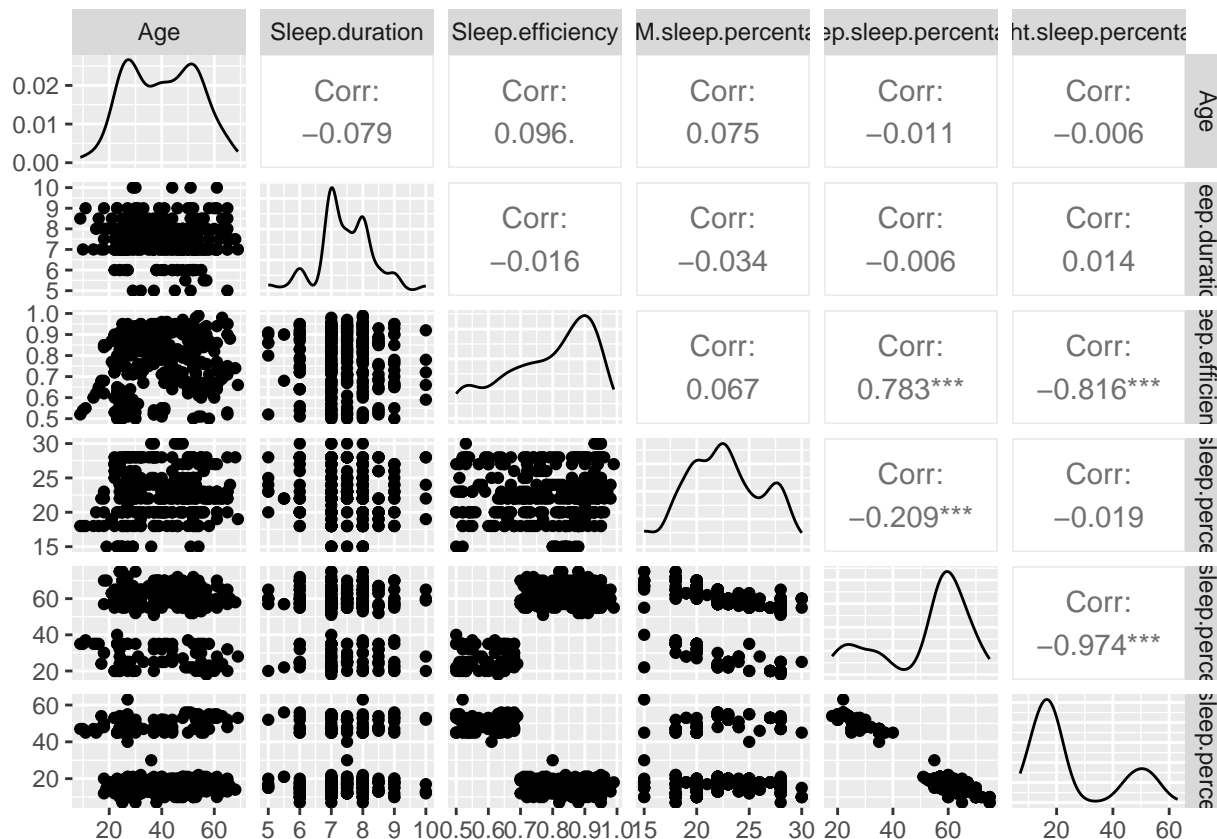 Age Sleep.duration Sleep.efficiency M.sleep.percenta ep.sleep.percenta ht.sleep.percenta
0.02
0.01
0.00
Corr:
−0.079
Corr:
0.096.
Corr:
0.075
Corr:
−0.011
Corr:
−0.006
Age
10
9
8
7
6
5
Corr:
−0.016
Corr:
−0.034
Corr:
−0.006
Corr:
0.014
eep.duratic
1.0
0.9
0.8
0.7
0.6
0.5
Corr:
0.067
Corr:
0.783***
Corr:
−0.816***
eep.efficien
30
25
20
15
Corr:
−0.209***
Corr:
−0.019
sleep.perce
60
40
20
Corr:
−0.974***
sleep.perce
60
40
20
sleep.perce
20 40 60
5 6 7 8 9 10
0.50.60.70.80.91.0
15 20 25 30
20 40 60
20 40 60